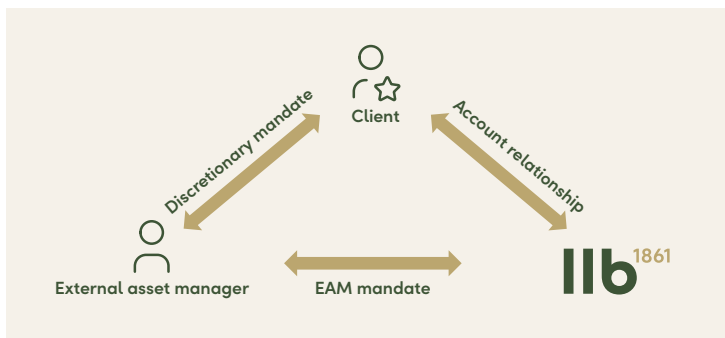 Client
Discretionary mandate
Account relationship
External asset manager
EAM mandate
llb 1861